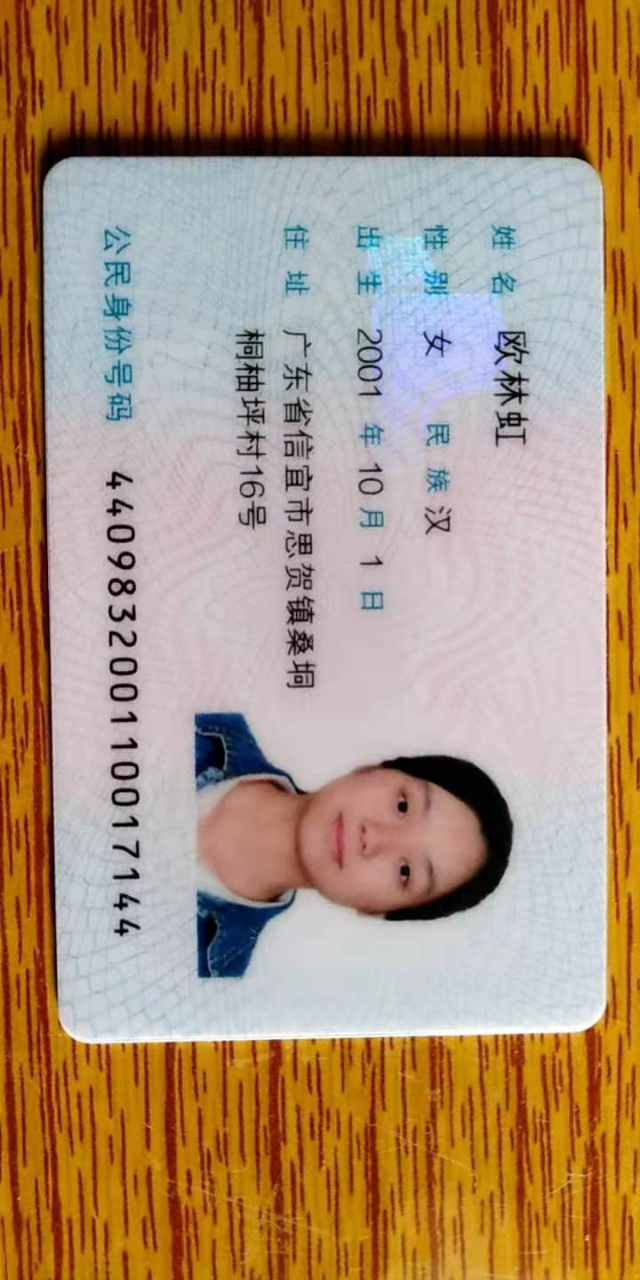 姓名 欧林虹
性别 女 民族 汉
出生 2001 年 10 月 1 日
住址 广东省信宜市思贺镇桑垌
桐柚坪村16号
公民身份号码 440983200110017144